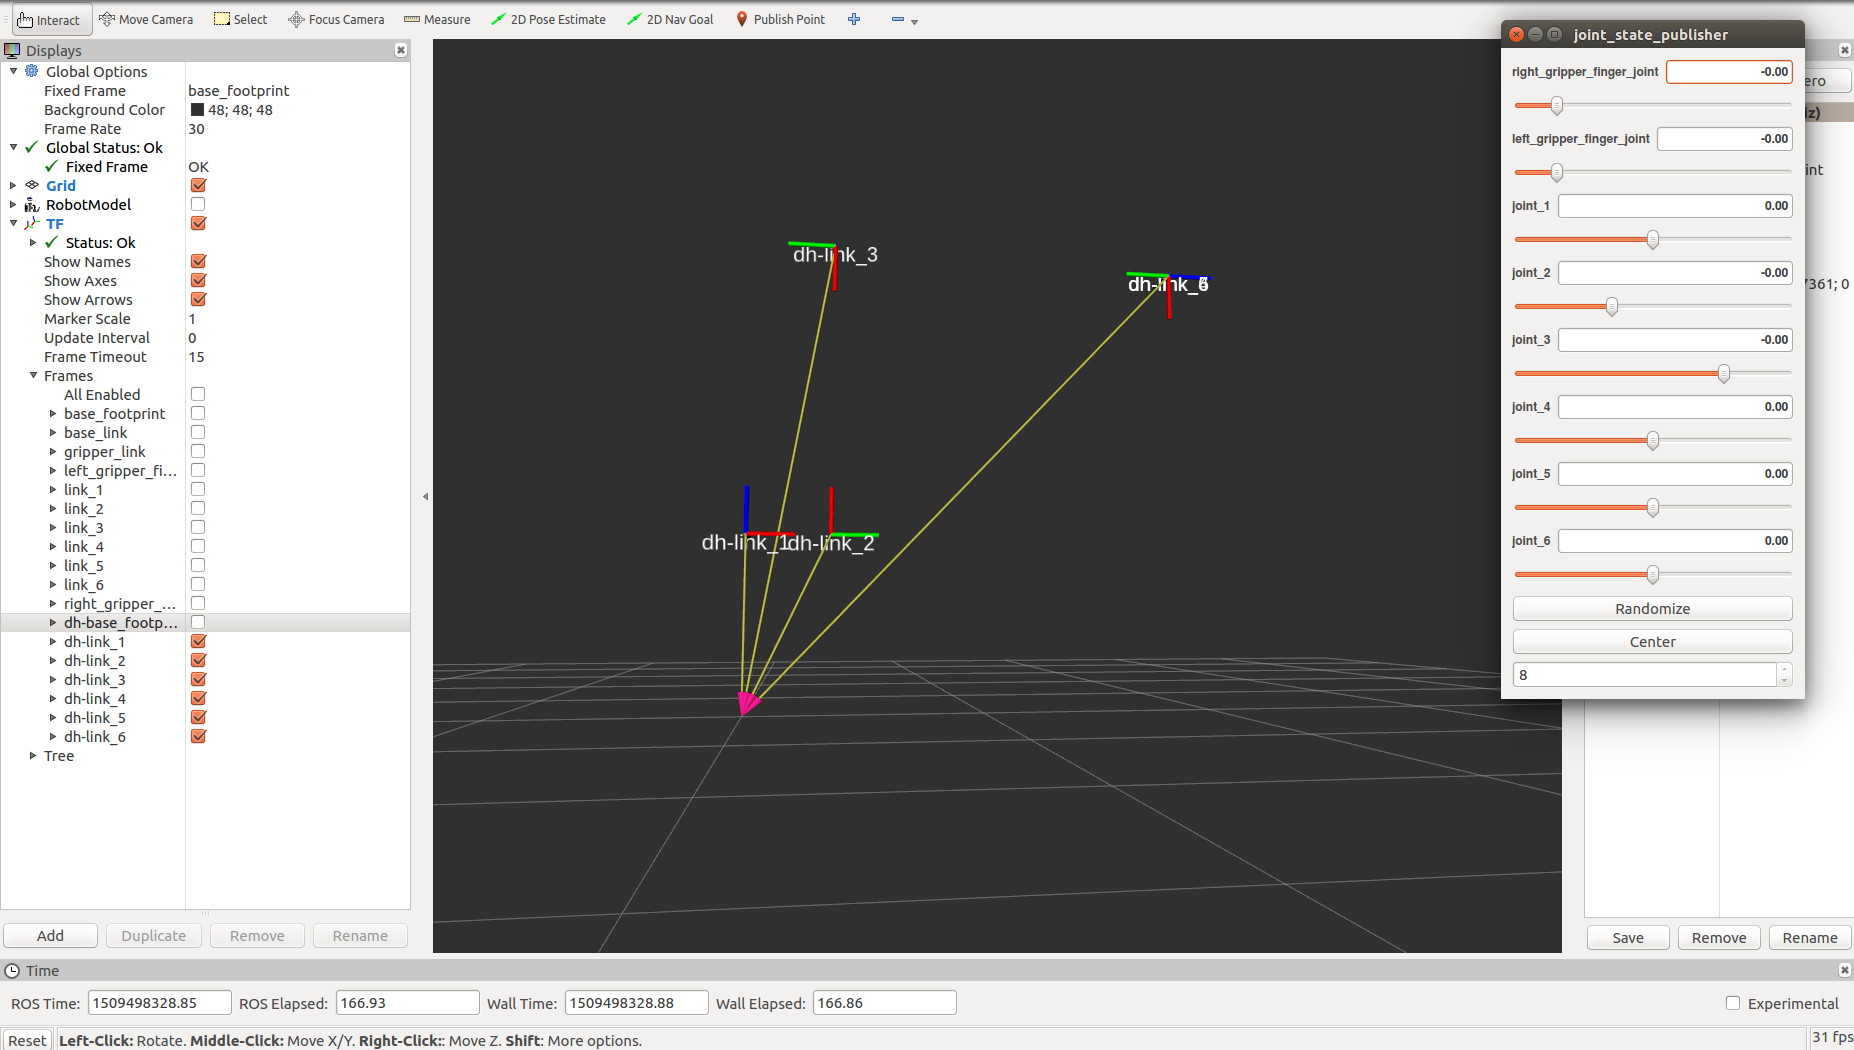 Interact Move Camera Select Focus Camera Measure 2D Pose Estimate 2D Nav Goal Publish Point
Displays
Global Options
Fixed Frame base_footprint
Background Color 48; 48; 48
Frame Rate 30
Global Status: Ok
Fixed Frame OK
Grid
RobotModel
TF
Status: Ok
Show Names
Show Axes
Show Arrows
Marker Scale 1
Update Interval 0
Frame Timeout 15
Frames
All Enabled
base_footprint
base_link
gripper_link
left_gripper_fi...
link_1
link_2
link_3
link_4
link_5
link_6
right_gripper_...
dh-base_footp...
dh-link_1
dh-link_2
dh-link_3
dh-link_4
dh-link_5
dh-link_6
Tree
Add Duplicate Remove Rename
dh-link_3
dh-link_1
dh-link_2
joint_state_publisher
right_gripper_finger_joint -0.00
left_gripper_finger_joint -0.00
joint_1 0.00
joint_2 -0.00
joint_3 -0.00
joint_4 0.00
joint_5 0.00
joint_6 0.00
Randomize
Center
8
ero
iz)
int
7361; 0
Save Remove Rename
Time
ROS Time: 1509498328.85 ROS Elapsed: 166.93 Wall Time: 1509498328.88 Wall Elapsed: 166.86 Experimental
Reset Left-Click: Rotate. Middle-Click: Move X/Y. Right-Click:: Move Z. Shift: More options. 31 fps